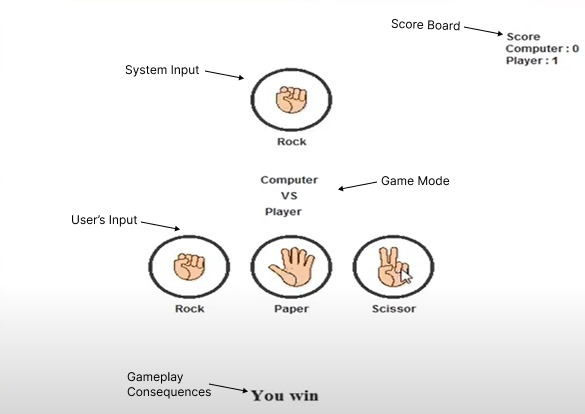 Score Board
Score
Computer : 0
Player : 1
System Input
Rock
Game Mode
Computer
VS
Player
User's Input
Rock
Paper
Scissor
Gameplay
Consequences
You win